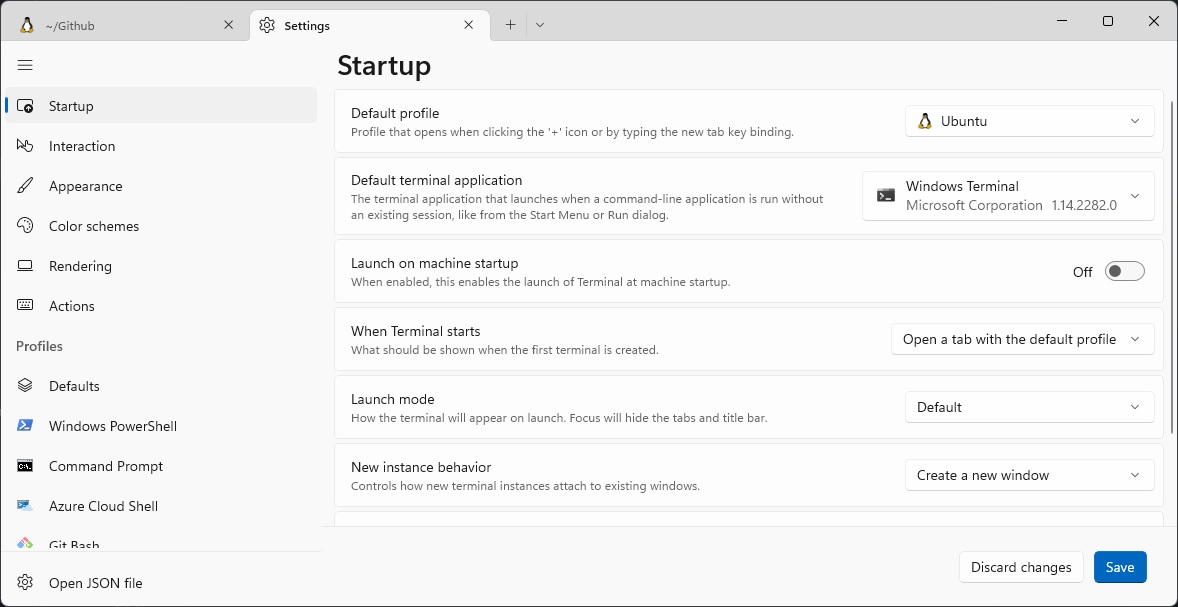 ~/Github
Settings
Startup
Interaction
Appearance
Color schemes
Rendering
Actions
Profiles
Defaults
Windows PowerShell
Command Prompt
Azure Cloud Shell
Git Bash
Open JSON file
Startup
Default profile
Profile that opens when clicking the '+' icon or by typing the new tab key binding.
Ubuntu
Default terminal application
The terminal application that launches when a command-line application is run without
an existing session, like from the Start Menu or Run dialog.
Windows Terminal
Microsoft Corporation 1.14.2282.0
Launch on machine startup
When enabled, this enables the launch of Terminal at machine startup.
Off
When Terminal starts
What should be shown when the first terminal is created.
Open a tab with the default profile
Launch mode
How the terminal will appear on launch. Focus will hide the tabs and title bar.
Default
New instance behavior
Controls how new terminal instances attach to existing windows.
Create a new window
Discard changes
Save